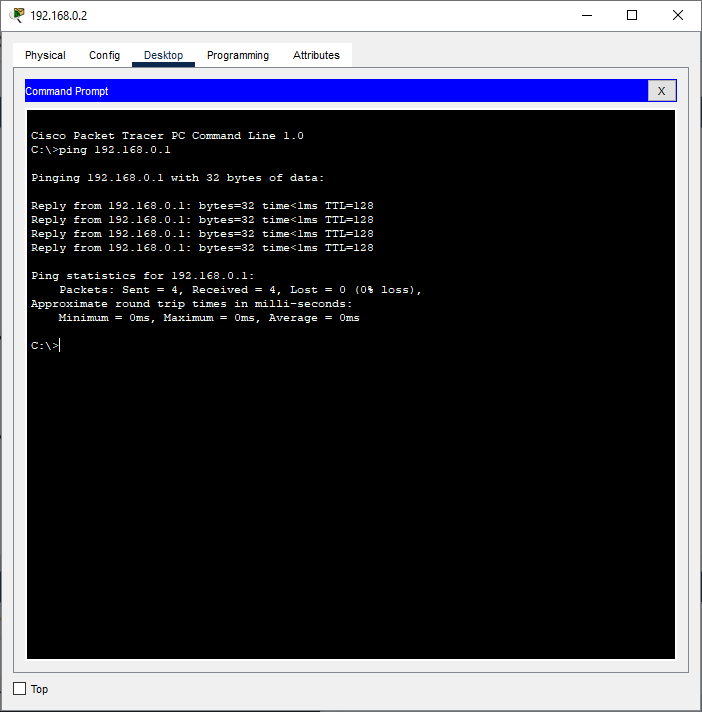 192.168.0.2
Physical Config Desktop Programming Attributes
Command Prompt X
Cisco Packet Tracer PC Command Line 1.0
C:\>ping 192.168.0.1
Pinging 192.168.0.1 with 32 bytes of data:
Reply from 192.168.0.1: bytes=32 time<1ms TTL=128
Reply from 192.168.0.1: bytes=32 time<1ms TTL=128
Reply from 192.168.0.1: bytes=32 time<1ms TTL=128
Reply from 192.168.0.1: bytes=32 time<1ms TTL=128
Ping statistics for 192.168.0.1:
Packets: Sent = 4, Received = 4, Lost = 0 (0% loss),
Approximate round trip times in milli-seconds:
Minimum = 0ms, Maximum = 0ms, Average = 0ms
C:\>
Top